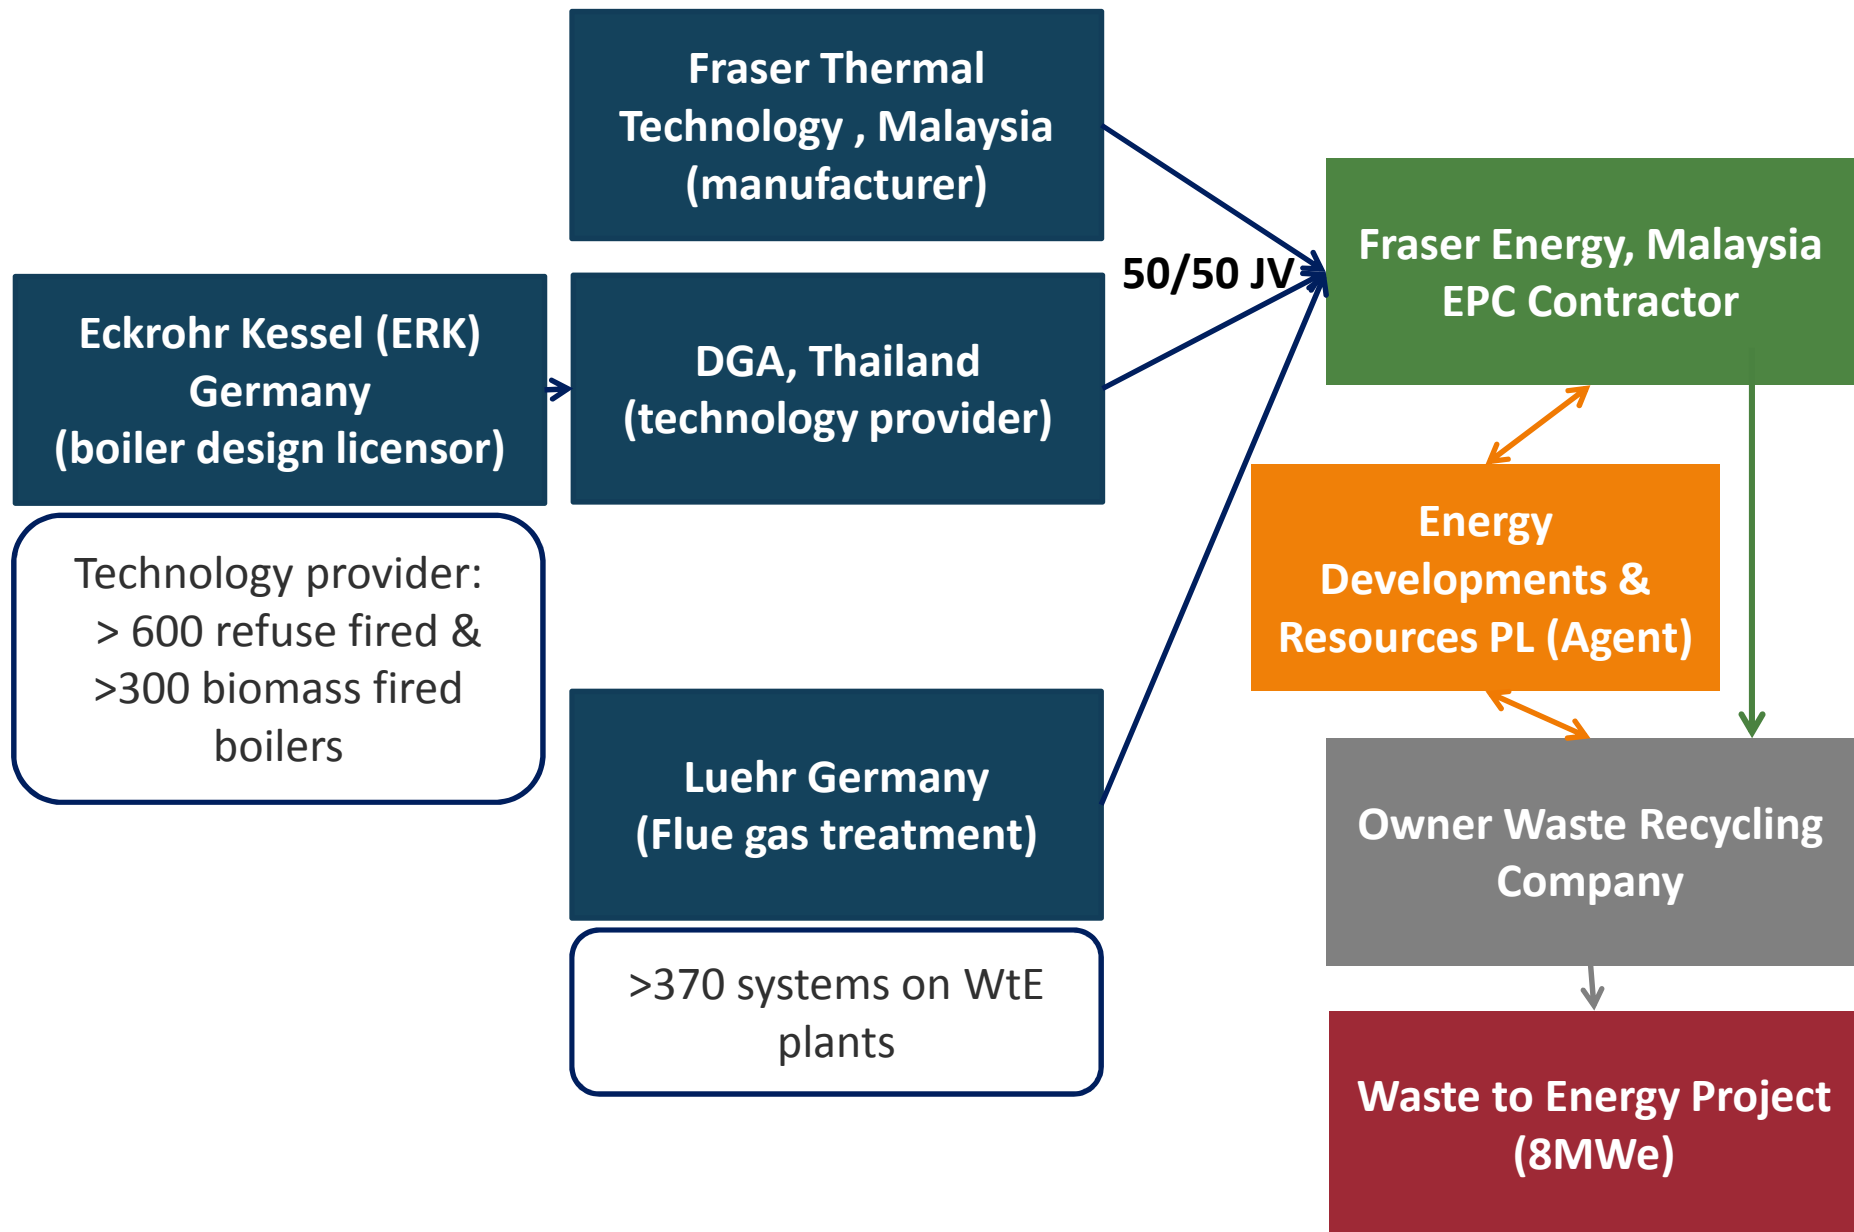 Fraser Thermal
Technology , Malaysia
(manufacturer)
50/50 JV
Fraser Energy, Malaysia
EPC Contractor
Eckrohr Kessel (ERK)
Germany
(boiler design licensor)
DGA, Thailand
(technology provider)
Technology provider:
> 600 refuse fired &
>300 biomass fired
boilers
Energy
Developments &
Resources PL (Agent)
Luehr Germany
(Flue gas treatment)
>370 systems on WtE
plants
Owner Waste Recycling
Company
Waste to Energy Project
(8MWe)